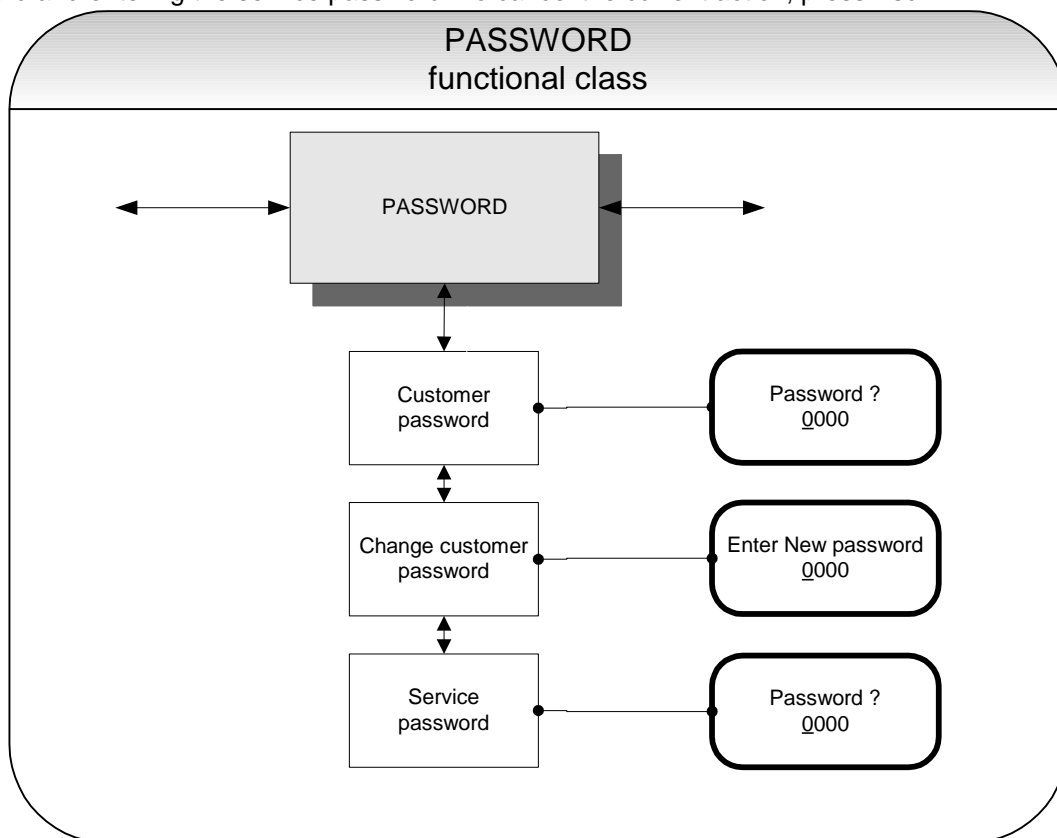 PASSWORD
functional class
PASSWORD
Customer
password
Password ?
0000
Change customer
password
Enter New password
0000
Service
password
Password ?
0000